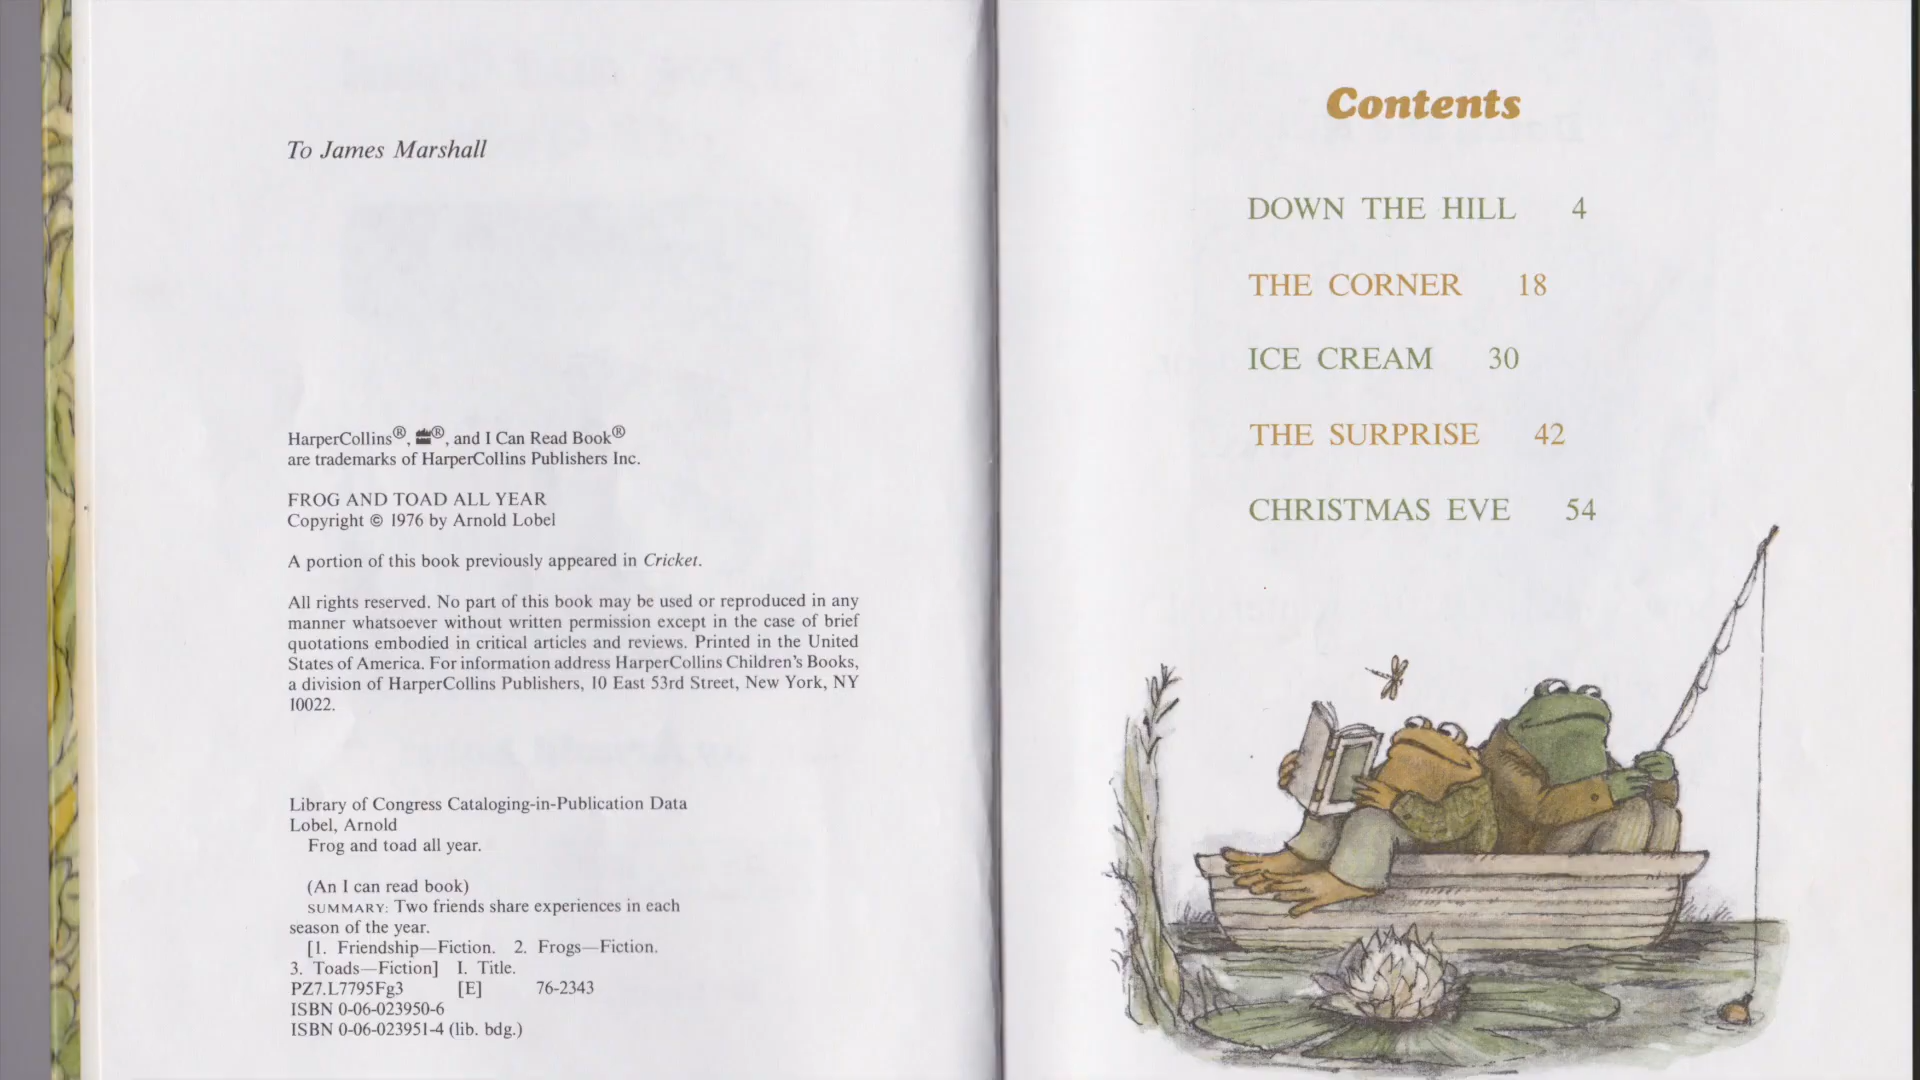 To James Marshall
HarperCollins®, ®, and I Can Read Book®
are trademarks of HarperCollins Publishers Inc.
FROG AND TOAD ALL YEAR
Copyright © 1976 by Arnold Lobel
A portion of this book previously appeared in Cricket.
All rights reserved. No part of this book may be used or reproduced in any
manner whatsoever without written permission except in the case of brief
quotations embodied in critical articles and reviews. Printed in the United
States of America. For information address HarperCollins Children's Books,
a division of HarperCollins Publishers, 10 East 53rd Street, New York, NY
10022.
Library of Congress Cataloging-in-Publication Data
Lobel, Arnold
Frog and toad all year.
(An I can read book)
SUMMARY: Two friends share experiences in each
season of the year.
[1. Friendship—Fiction. 2. Frogs—Fiction.
3. Toads—Fiction] I. Title.
PZ7.L7795Fg3 [E] 76-2343
ISBN 0-06-023950-6
ISBN 0-06-023951-4 (lib. bdg.)
Contents
DOWN THE HILL 4
THE CORNER 18
ICE CREAM 30
THE SURPRISE 42
CHRISTMAS EVE 54